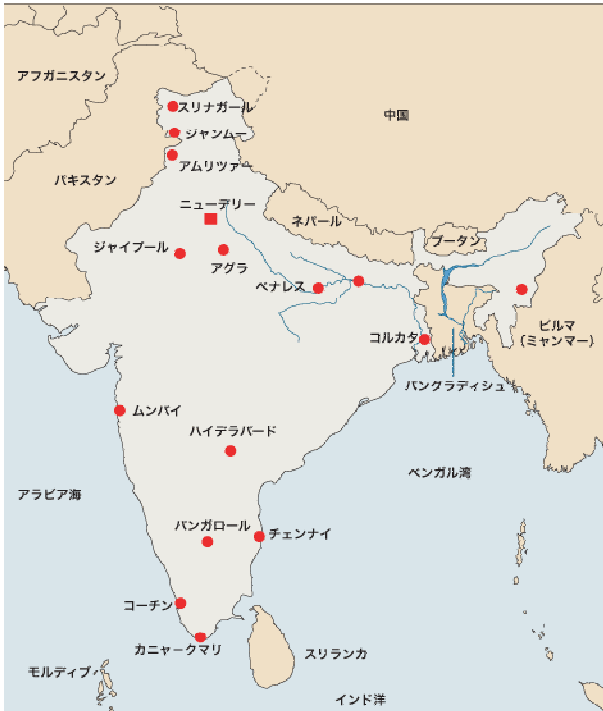 アフガニスタン
中国
スリナガール
ジャンムー
アムリツァー
パキスタン
ニューデリー
ネパール
ブータン
ジャイプール
アグラ
ベナレス
ビルマ
(ミャンマー)
コルカタ
バングラディシュ
ムンバイ
ハイデラバード
ベンガル湾
アラビア海
バンガロール
チェンナイ
コーチン
カニャークマリ
スリランカ
モルディブ
インド洋